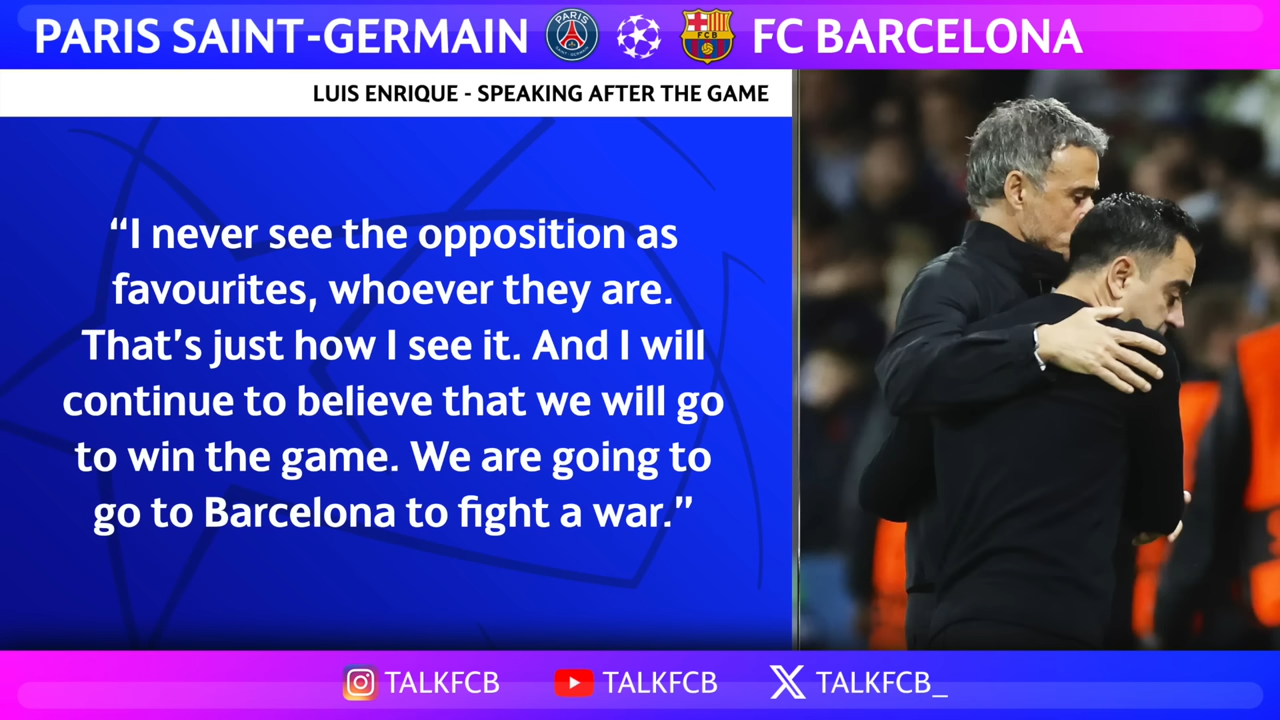 PARIS SAINT-GERMAIN FC BARCELONA
PARIS
FCB
LUIS ENRIQUE - SPEAKING AFTER THE GAME
“I never see the opposition as
favourites, whoever they are.
That’s just how I see it. And I will
continue to believe that we will go
to win the game. We are going to
go to Barcelona to fight a war.”
TALKFCB TALKFCB TALKFCB_